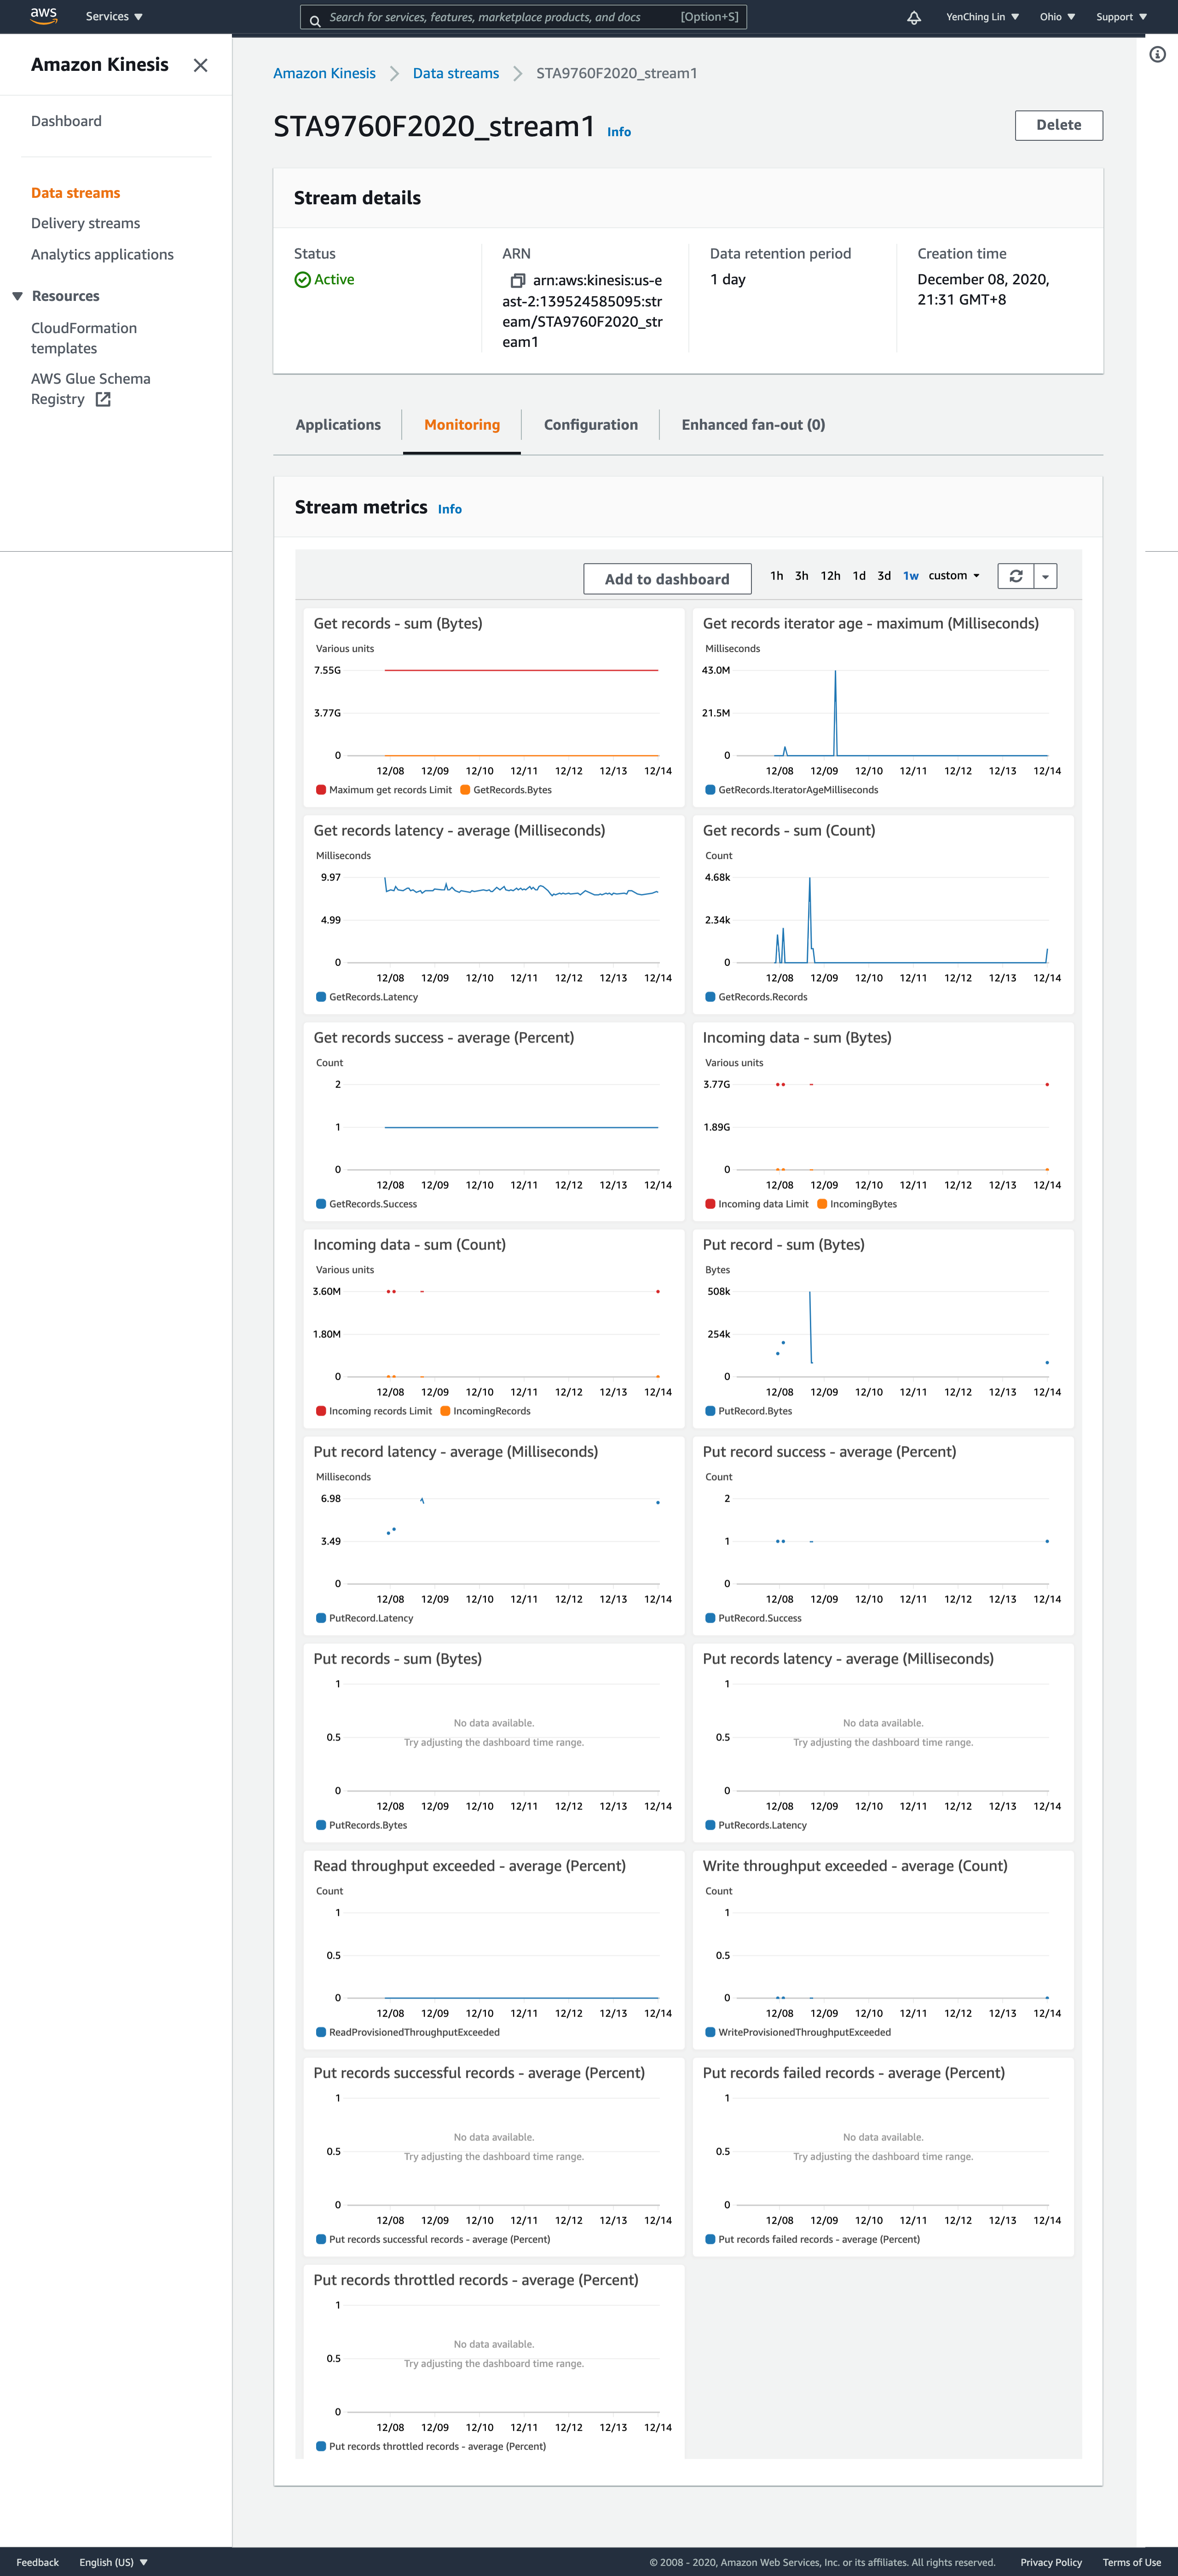 aws
Services
Search for services, features, marketplace products, and docs
[Option+S]
YenChing Lin
Ohio
Support
Amazon Kinesis
Dashboard
Data streams
Delivery streams
Analytics applications
Resources
CloudFormation
templates
AWS Glue Schema
Registry
Amazon Kinesis
Data streams
STA9760F2020_stream1
STA9760F2020_stream1 Info
Delete
Stream details
Status
Active
ARN
arn:aws:kinesis:us-e
ast-2:139524585095:str
eam/STA9760F2020_str
eam1
Data retention period
1 day
Creation time
December 08, 2020,
21:31 GMT+8
Applications
Monitoring
Configuration
Enhanced fan-out (0)
Stream metrics Info
Add to dashboard
1h 3h 12h 1d 3d 1w custom
Get records - sum (Bytes)
Various units
7.55G
3.77G
0
12/08 12/09 12/10 12/11 12/12 12/13 12/14
Maximum get records Limit GetRecords.Bytes
Get records iterator age - maximum (Milliseconds)
Milliseconds
43.0M
21.5M
0
12/08 12/09 12/10 12/11 12/12 12/13 12/14
GetRecords.IteratorAgeMilliseconds
Get records latency - average (Milliseconds)
Milliseconds
9.97
4.99
0
12/08 12/09 12/10 12/11 12/12 12/13 12/14
GetRecords.Latency
Get records - sum (Count)
Count
4.68k
2.34k
0
12/08 12/09 12/10 12/11 12/12 12/13 12/14
GetRecords.Records
Get records success - average (Percent)
Count
2
1
0
12/08 12/09 12/10 12/11 12/12 12/13 12/14
GetRecords.Success
Incoming data - sum (Bytes)
Various units
3.77G
1.89G
0
12/08 12/09 12/10 12/11 12/12 12/13 12/14
Incoming data Limit IncomingBytes
Incoming data - sum (Count)
Various units
3.60M
1.80M
0
12/08 12/09 12/10 12/11 12/12 12/13 12/14
Incoming records Limit IncomingRecords
Put record - sum (Bytes)
Bytes
508k
254k
0
12/08 12/09 12/10 12/11 12/12 12/13 12/14
PutRecord.Bytes
Put record latency - average (Milliseconds)
Milliseconds
6.98
3.49
0
12/08 12/09 12/10 12/11 12/12 12/13 12/14
PutRecord.Latency
Put record success - average (Percent)
Count
2
1
0
12/08 12/09 12/10 12/11 12/12 12/13 12/14
PutRecord.Success
Put records - sum (Bytes)
1
No data available.
0.5
Try adjusting the dashboard time range.
0
12/08 12/09 12/10 12/11 12/12 12/13 12/14
PutRecords.Bytes
Put records latency - average (Milliseconds)
1
No data available.
0.5
Try adjusting the dashboard time range.
0
12/08 12/09 12/10 12/11 12/12 12/13 12/14
PutRecords.Latency
Read throughput exceeded - average (Percent)
Count
1
0.5
0
12/08 12/09 12/10 12/11 12/12 12/13 12/14
ReadProvisionedThroughputExceeded
Write throughput exceeded - average (Count)
Count
1
0.5
0
12/08 12/09 12/10 12/11 12/12 12/13 12/14
WriteProvisionedThroughputExceeded
Put records successful records - average (Percent)
1
No data available.
0.5
Try adjusting the dashboard time range.
0
12/08 12/09 12/10 12/11 12/12 12/13 12/14
Put records successful records - average (Percent)
Put records failed records - average (Percent)
1
No data available.
0.5
Try adjusting the dashboard time range.
0
12/08 12/09 12/10 12/11 12/12 12/13 12/14
Put records failed records - average (Percent)
Put records throttled records - average (Percent)
1
No data available.
0.5
Try adjusting the dashboard time range.
0
12/08 12/09 12/10 12/11 12/12 12/13 12/14
Put records throttled records - average (Percent)
Feedback
English (US)
© 2008 - 2020, Amazon Web Services, Inc. or its affiliates. All rights reserved.
Privacy Policy
Terms of Use